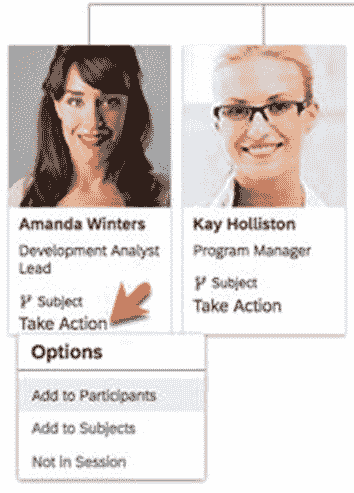 Amanda Winters
Development Analyst
Lead
Subject
Take Action
Kay Holliston
Program Manager
Subject
Take Action
Options
Add to Participants
Add to Subjects
Not in Session